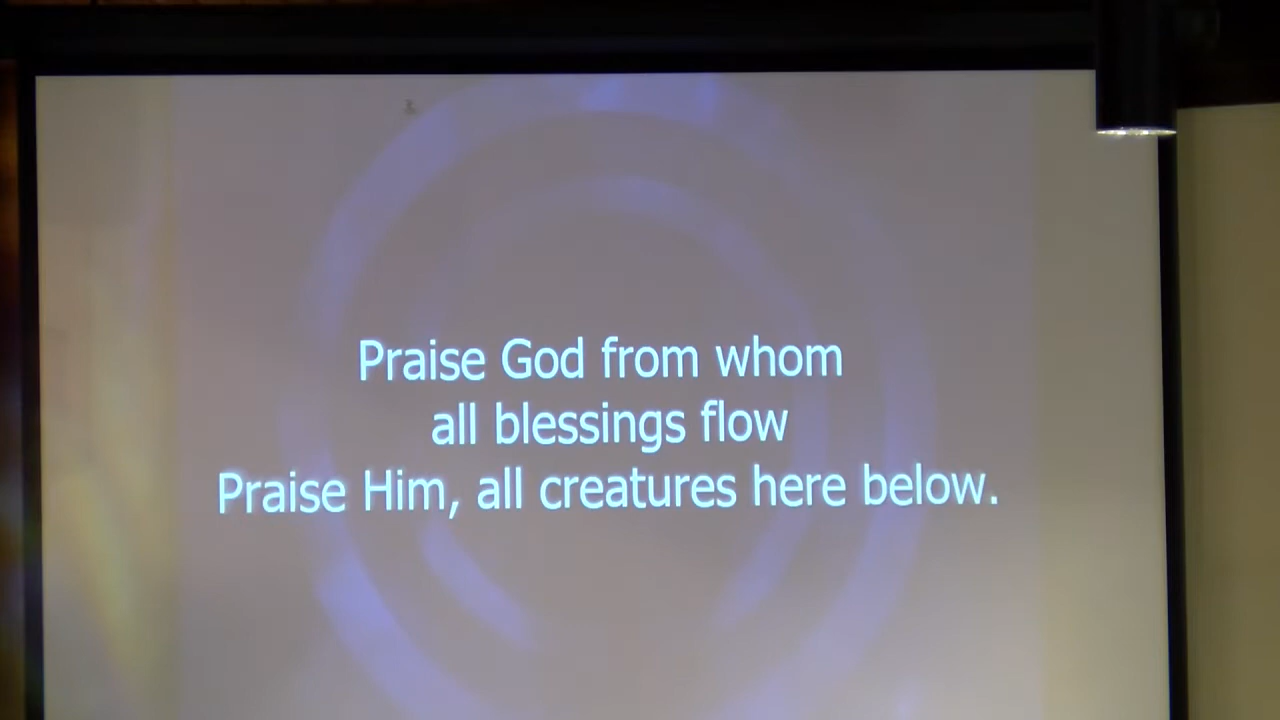 Praise God from whom
all blessings flow
Praise Him, all creatures here below.